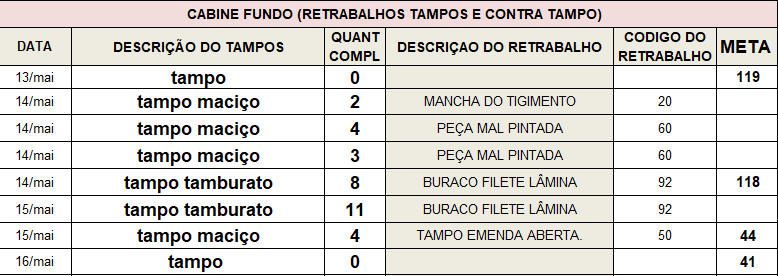 CABINE FUNDO (RETRABALHOS TAMPOS E CONTRA TAMPO)
DATA DESCRIÇÃO DO TAMPOS QUANT COMPL DESCRIÇAO DO RETRABALHO CODIGO DO RETRABALHO META
13/mai tampo 0 119
14/mai tampo maciço 2 MANCHA DO TIGIMENTO 20
14/mai tampo maciço 4 PEÇA MAL PINTADA 60
14/mai tampo maciço 3 PEÇA MAL PINTADA 60
14/mai tampo tamburato 8 BURACO FILETE LÂMINA 92 118
15/mai tampo tamburato 11 BURACO FILETE LÂMINA 92
15/mai tampo maciço 4 TAMPO EMENDA ABERTA. 50 44
16/mai tampo 0 41